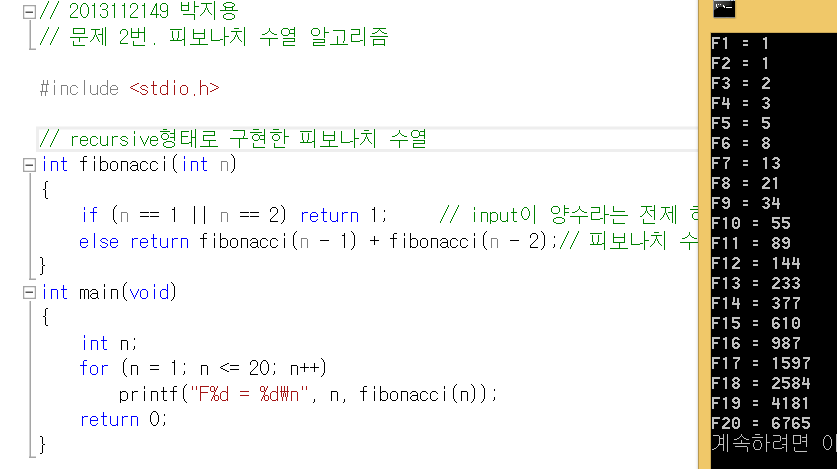 // 2013112149 박지용
// 문제 2번. 피보나치 수열 알고리즘
#include <stdio.h>
// recursive형태로 구현한 피보나치 수열
int fibonacci(int n)
{
if (n == 1 || n == 2) return 1; // input이 양수라는 전제
else return fibonacci(n - 1) + fibonacci(n - 2);// 피보나치
}
int main(void)
{
int n;
for (n = 1; n <= 20; n++)
printf("F%d = %d₩n", n, fibonacci(n));
return 0;
}
F1 = 1
F2 = 1
F3 = 2
F4 = 3
F5 = 5
F6 = 8
F7 = 13
F8 = 21
F9 = 34
F10 = 55
F11 = 89
F12 = 144
F13 = 233
F14 = 377
F15 = 610
F16 = 987
F17 = 1597
F18 = 2584
F19 = 4181
F20 = 6765
계속하려면